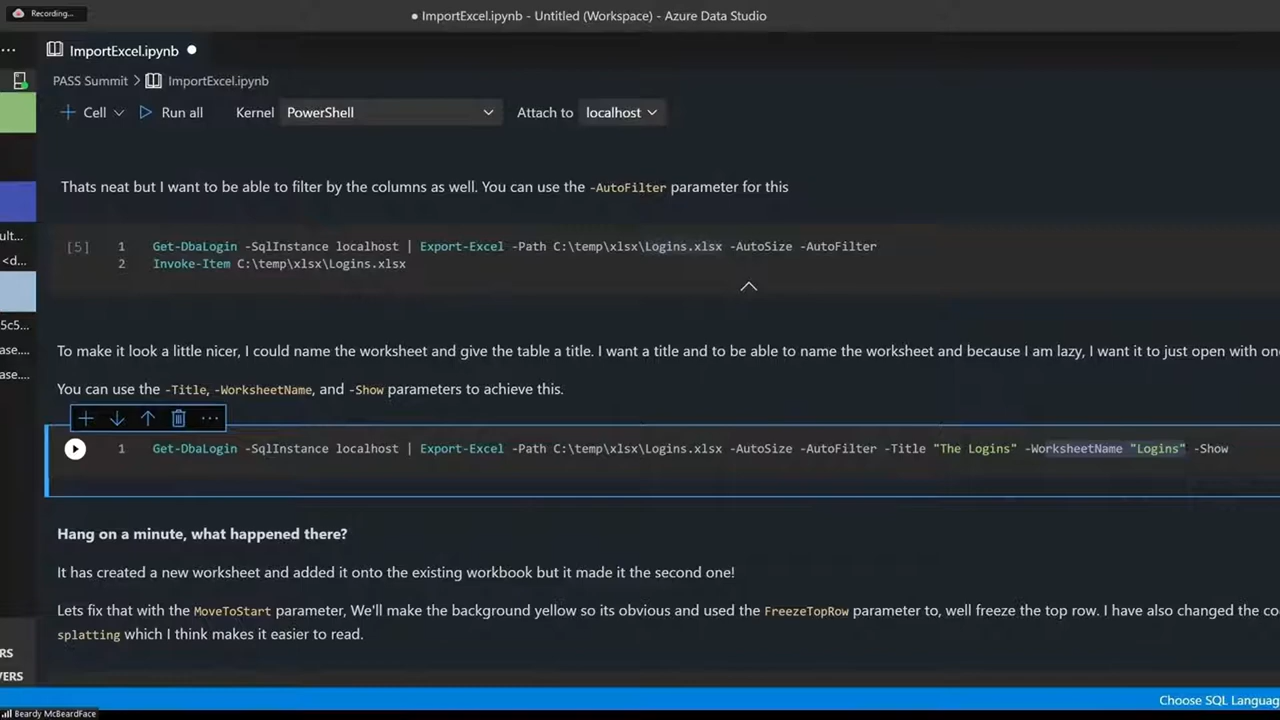 Recording...
● ImportExcel.ipynb - Untitled (Workspace) - Azure Data Studio
ImportExcel.ipynb ●
PASS Summit > ImportExcel.ipynb
+ Cell Run all Kernel PowerShell Attach to localhost
Thats neat but I want to be able to filter by the columns as well. You can use the -AutoFilter parameter for this
[5] 1 Get-DbaLogin -SqlInstance localhost | Export-Excel -Path C:\temp\xlsx\Logins.xlsx -AutoSize -AutoFilter
2 Invoke-Item C:\temp\xlsx\Logins.xlsx
ult...
<d...
5c5...
ase....
ase....
To make it look a little nicer, I could name the worksheet and give the table a title. I want a title and to be able to name the worksheet and because I am lazy, I want it to just open with one
You can use the -Title, -WorksheetName, and -Show parameters to achieve this.
1 Get-DbaLogin -SqlInstance localhost | Export-Excel -Path C:\temp\xlsx\Logins.xlsx -AutoSize -AutoFilter -Title "The Logins" -WorksheetName "Logins" -Show
Hang on a minute, what happened there?
It has created a new worksheet and added it onto the existing workbook but it made it the second one!
Lets fix that with the MoveToStart parameter, We'll make the background yellow so its obvious and used the FreezeTopRow parameter to, well freeze the top row. I have also changed the co
splatting which I think makes it easier to read.
RS
VERS
Choose SQL Languag
Beardy McBeardFace